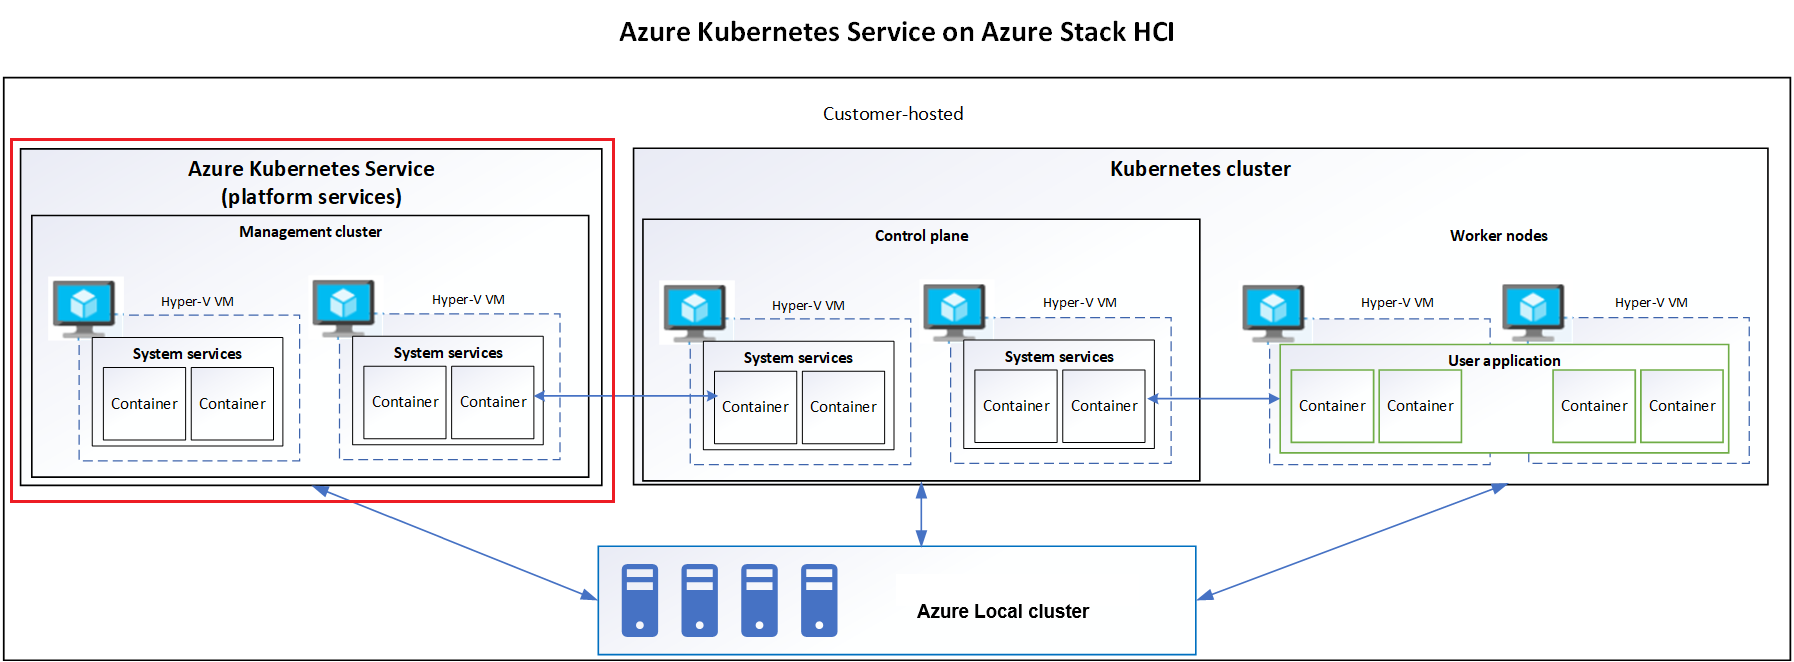 Azure Kubernetes Service on Azure Stack HCI
Customer-hosted
Azure Kubernetes Service
(platform services)
Management cluster
Hyper-V VM
System services
Container
Container
Hyper-V VM
System services
Container
Container
Kubernetes cluster
Control plane
Hyper-V VM
System services
Container
Container
Hyper-V VM
System services
Container
Container
Worker nodes
Hyper-V VM
Hyper-V VM
User application
Container
Container
Container
Container
Azure Local cluster